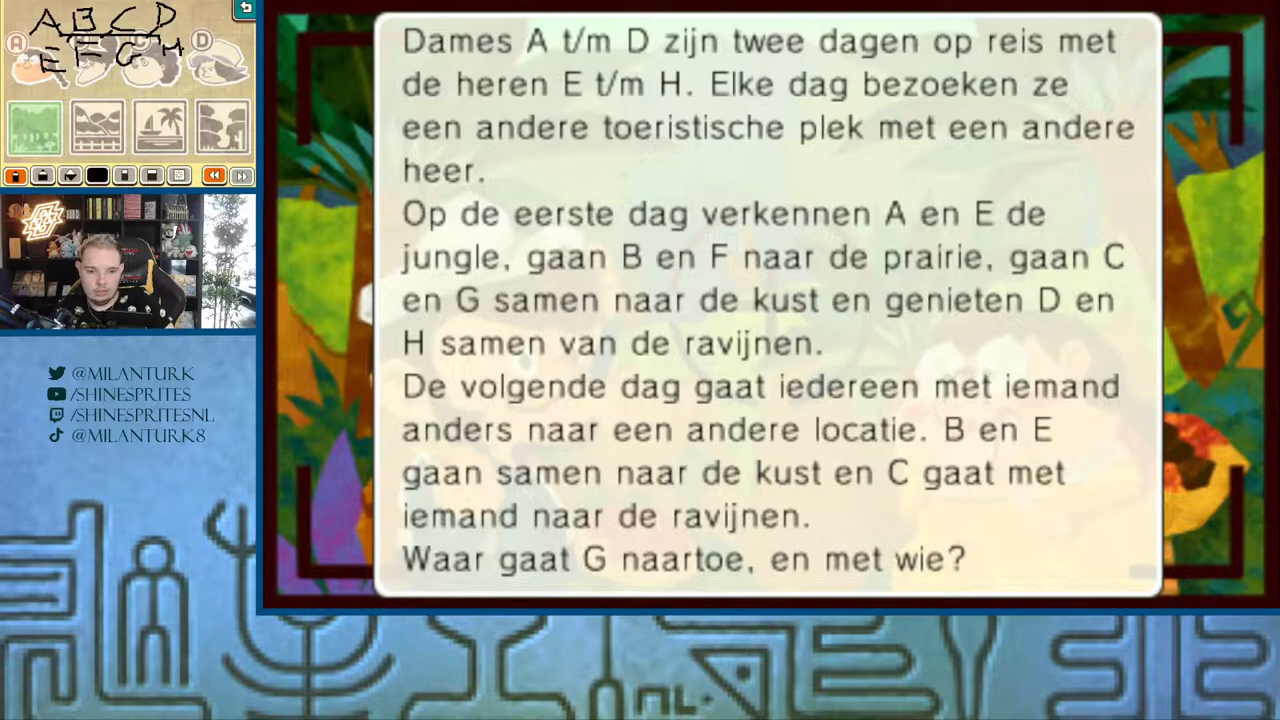 A B C D
E F G H
A
D
Dames A t/m D zijn twee dagen op reis met
de heren E t/m H. Elke dag bezoeken ze
een andere toeristische plek met een andere
heer.
Op de eerste dag verkennen A en E de
jungle, gaan B en F naar de prairie, gaan C
en G samen naar de kust en genieten D en
H samen van de ravijnen.
De volgende dag gaat iedereen met iemand
anders naar een andere locatie. B en E
gaan samen naar de kust en C gaat met
iemand naar de ravijnen.
Waar gaat G naartoe, en met wie?
@MILANTURK
/SHINESPRITES
/SHINESPRITESNL
@MILANTURK8